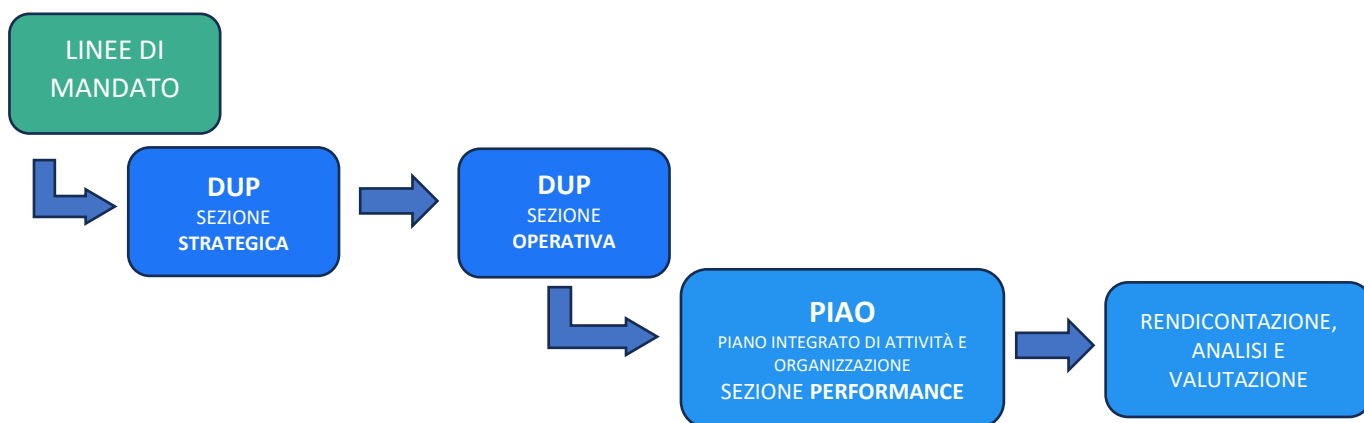 LINEE DI
MANDATO
DUP
SEZIONE
STRATEGICA
DUP
SEZIONE
OPERATIVA
PIAO
PIANO INTEGRATO DI ATTIVITÀ E
ORGANIZZAZIONE
SEZIONE PERFORMANCE
RENDICONTAZIONE,
ANALISI E
VALUTAZIONE